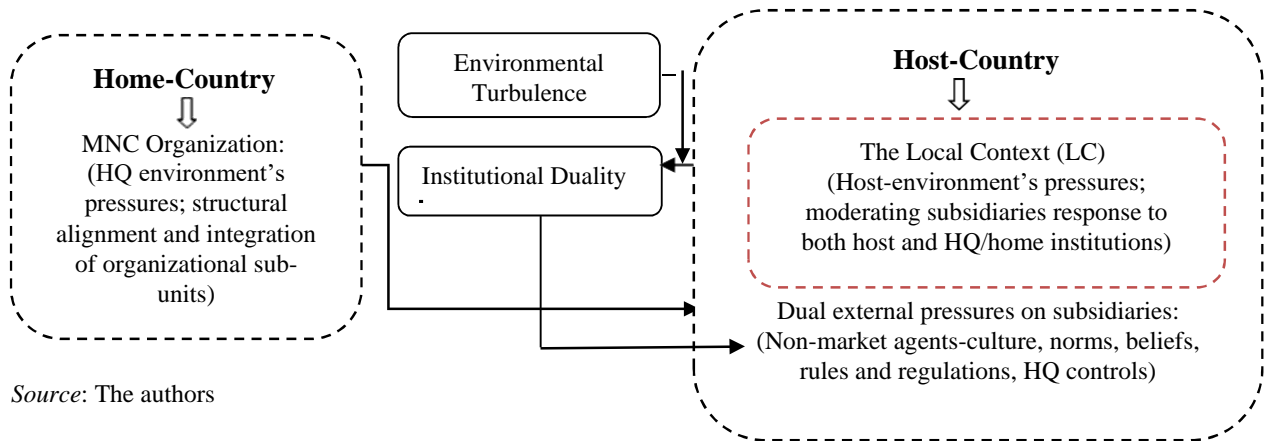 Home-Country
MNC Organization:
(HQ environment’s
pressures; structural
alignment and integration
of organizational sub-
units)
Environmental
Turbulence
Institutional Duality
Host-Country
The Local Context (LC)
(Host-environment’s pressures;
moderating subsidiaries response to
both host and HQ/home institutions)
Dual external pressures on subsidiaries:
(Non-market agents-culture, norms, beliefs,
rules and regulations, HQ controls)
Source: The authors